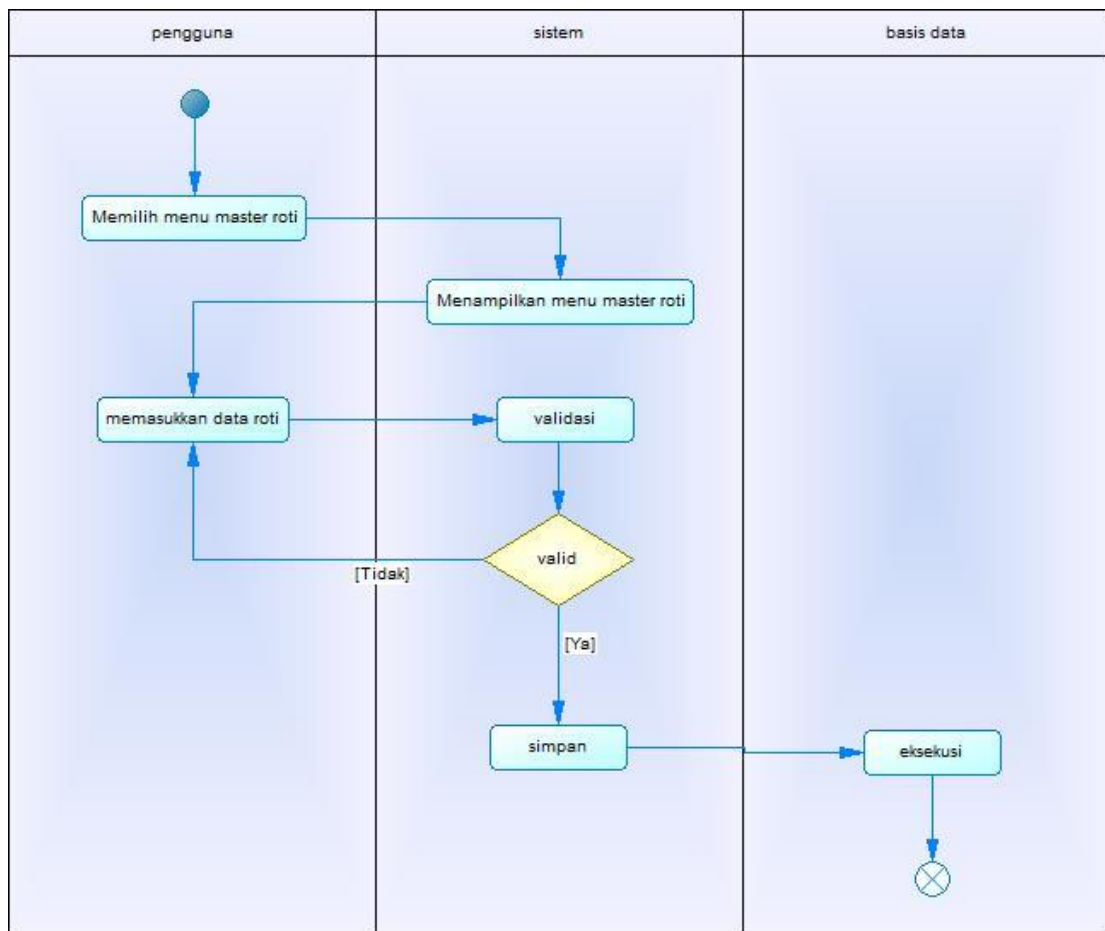 pengguna
sistem
basis data
Memilih menu master roti
Menampilkan menu master roti
memasukkan data roti
validasi
valid
[Tidak]
[Ya]
simpan
eksekusi